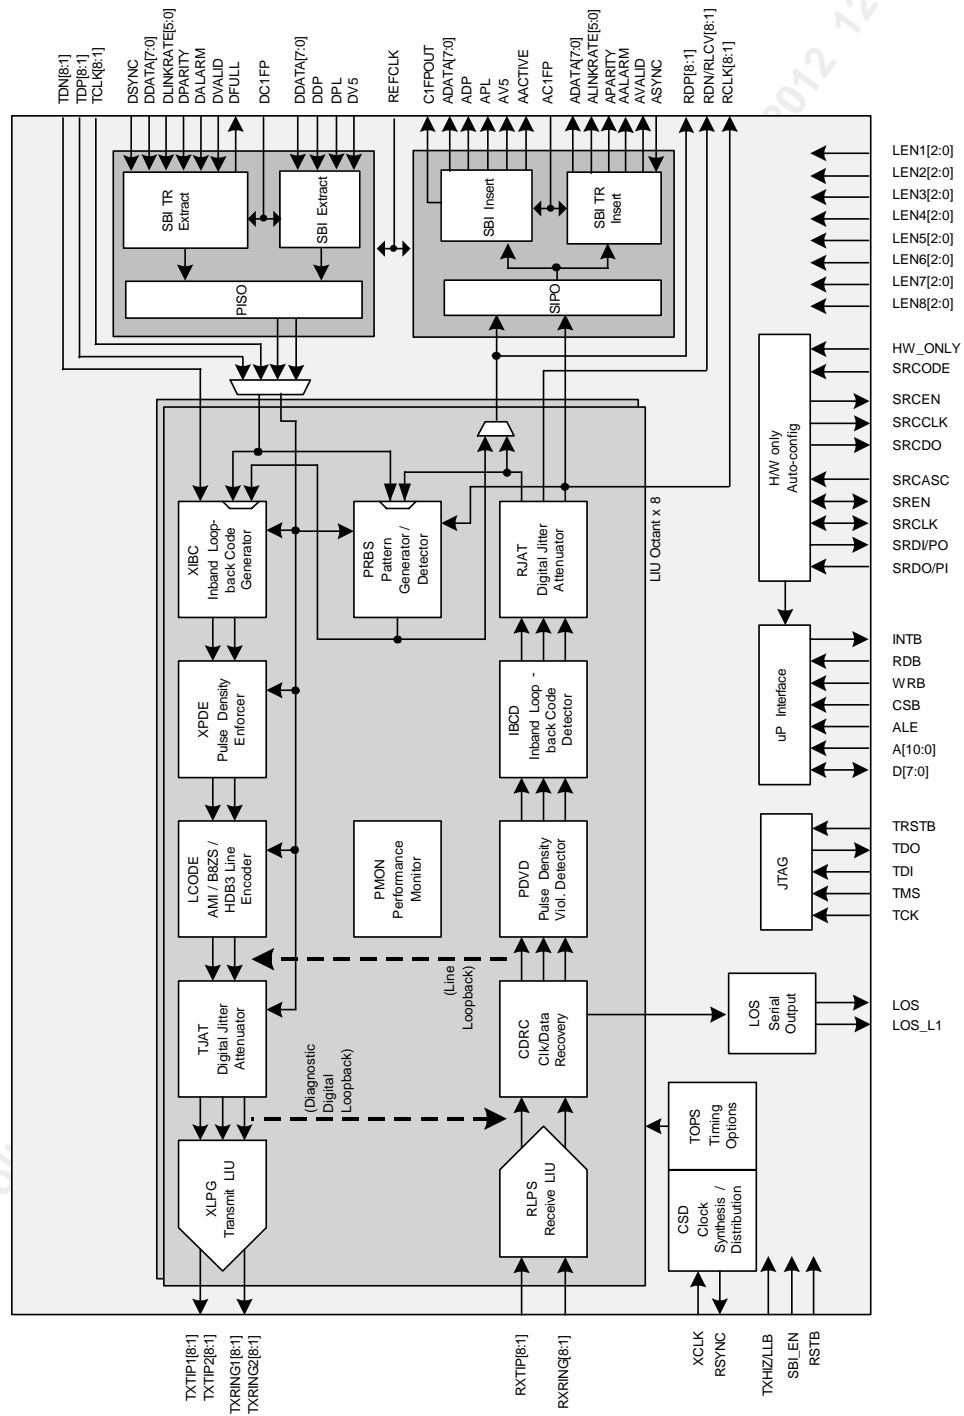 TDN[8:1]
TDP[8:1]
TCLK[8:1]
DSYNC
DDATA[7:0]
DLINKRATE[5:0]
DPARITY
DALARM
DVALID
DFULL
DC1FP
DDATA[7:0]
DDP
DPL
DV5
REFCLK
C1FPOUT
ADATA[7:0]
ADP
APL
AV5
AACTIVE
AC1FP
ADATA[7:0]
ALINKRATE[5:0]
APARITY
AALARM
AVALID
ASYNC
RDP[8:1]
RDN/RLCV[8:1]
RCLK[8:1]
2012
SBI TR
Extract
SBI Extract
PISO
SBI Insert
SBI TR
Insert
SIPO
LEN1[2:0]
LEN2[2:0]
LEN3[2:0]
LEN4[2:0]
LEN5[2:0]
LEN6[2:0]
LEN7[2:0]
LEN8[2:0]
HW_ONLY
SRCODE
SRCEN
SRCCLK
SRCDO
SRCASC
SREN
SRCLK
SRDI/PO
SRDO/PI
H/W only
Auto-config
LIU Octant x 8
XIBC
Inband Loop-
back Code
Generator
PRBS
Pattern
Generator /
Detector
RJAT
Digital Jitter
Attenuator
INTB
RDB
WRB
CSB
ALE
A[10:0]
D[7:0]
uP Interface
XPDE
Pulse Density
Enforcer
IBCD
Inband Loop -
back Code
Detector
LCODE
AMI / B8ZS /
HDB3 Line
Encoder
PMON
Performance
Monitor
PDVD
Pulse Density
Viol. Detector
JTAG
TRSTB
TDO
TDI
TMS
TCK
(Line
Loopback)
TJAT
Digital Jitter
Attenuator
CDRC
Clk/Data
Recovery
LOS
Serial
Output
LOS
LOS_L1
(Diagnostic
Digital
Loopback)
TOPS
Timing
Options
XLPG
Transmit LIU
RLPS
Receive LIU
CSD
Clock
Synthesis /
Distribution
TXTIP1[8:1]
TXTIP2[8:1]
TXRING1[8:1]
TXRING2[8:1]
RXTIP[8:1]
RXRING[8:1]
XCLK
RSYNC
TXHIZ/LLB
SBI_EN
RSTB